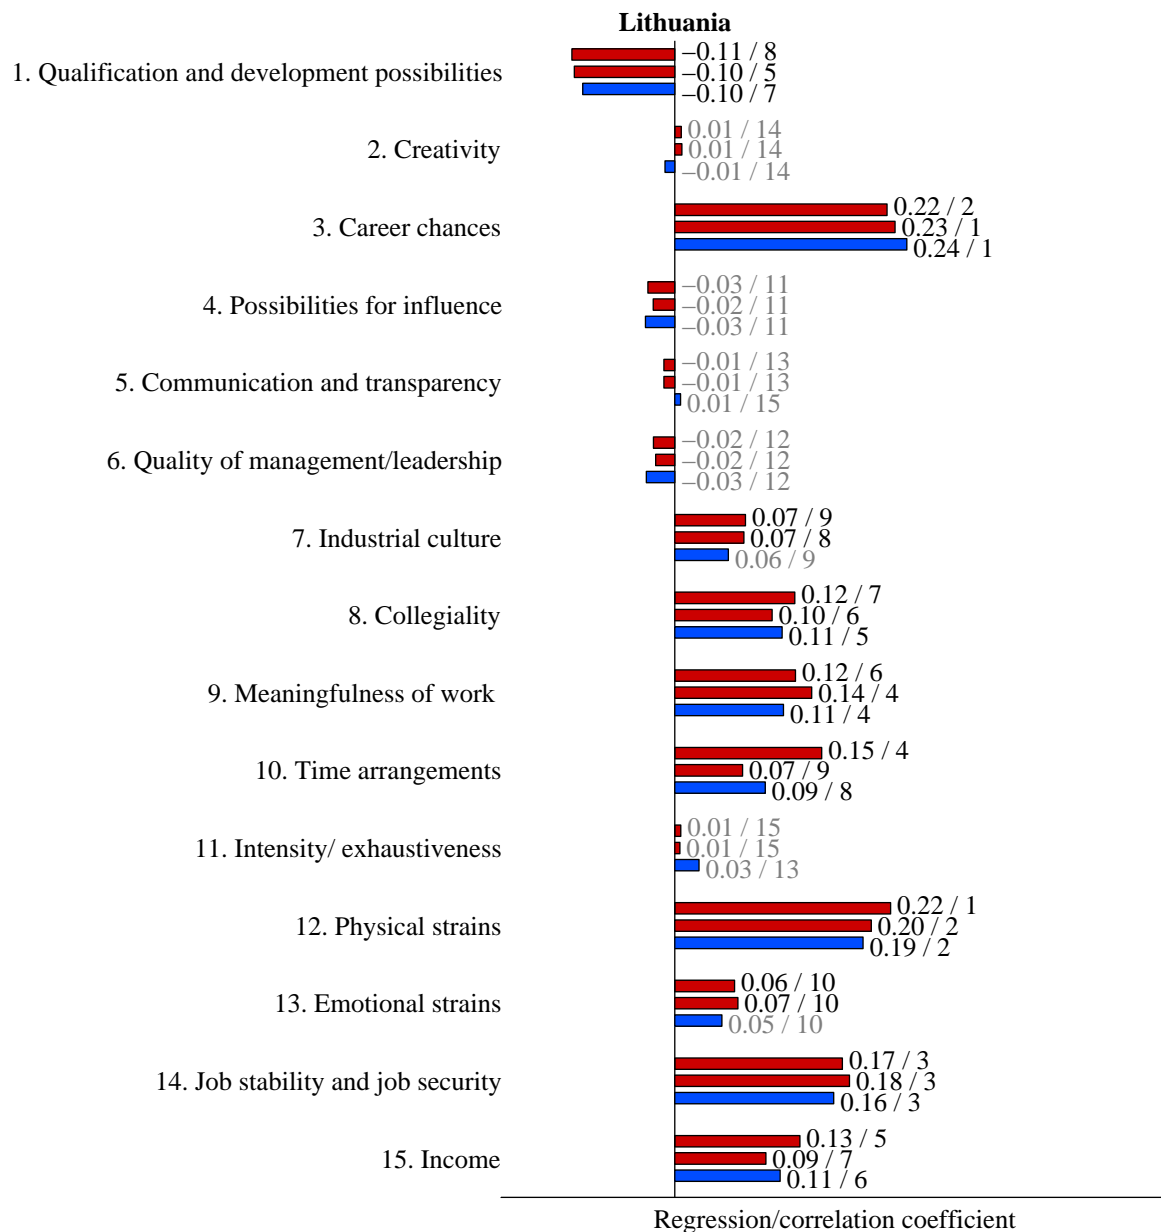 Lithuania
1. Qualification and development possibilities
–0.11 / 8
–0.10 / 5
–0.10 / 7
2. Creativity
0.01 / 14
0.01 / 14
–0.01 / 14
3. Career chances
0.22 / 2
0.23 / 1
0.24 / 1
4. Possibilities for influence
–0.03 / 11
–0.02 / 11
–0.03 / 11
5. Communication and transparency
–0.01 / 13
–0.01 / 13
0.01 / 15
6. Quality of management/leadership
–0.02 / 12
–0.02 / 12
–0.03 / 12
7. Industrial culture
0.07 / 9
0.07 / 8
0.06 / 9
8. Collegiality
0.12 / 7
0.10 / 6
0.11 / 5
9. Meaningfulness of work
0.12 / 6
0.14 / 4
0.11 / 4
10. Time arrangements
0.15 / 4
0.07 / 9
0.09 / 8
11. Intensity/ exhaustiveness
0.01 / 15
0.01 / 15
0.03 / 13
12. Physical strains
0.22 / 1
0.20 / 2
0.19 / 2
13. Emotional strains
0.06 / 10
0.07 / 10
0.05 / 10
14. Job stability and job security
0.17 / 3
0.18 / 3
0.16 / 3
15. Income
0.13 / 5
0.09 / 7
0.11 / 6
Regression/correlation coefficient